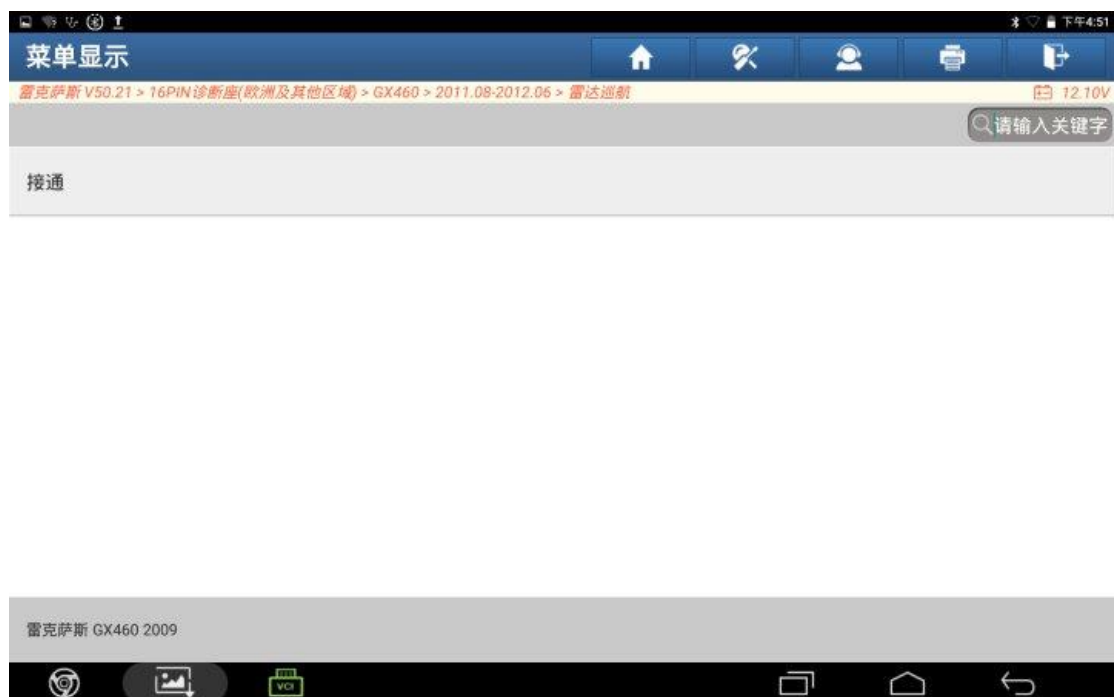 下午4:51
菜单显示
雷克萨斯 V50.21 > 16PIN诊断座(欧洲及其他区域) > GX460 > 2011.08-2012.06 > 雷达巡航
12.10V
请输入关键字
接通
雷克萨斯 GX460 2009
VCI